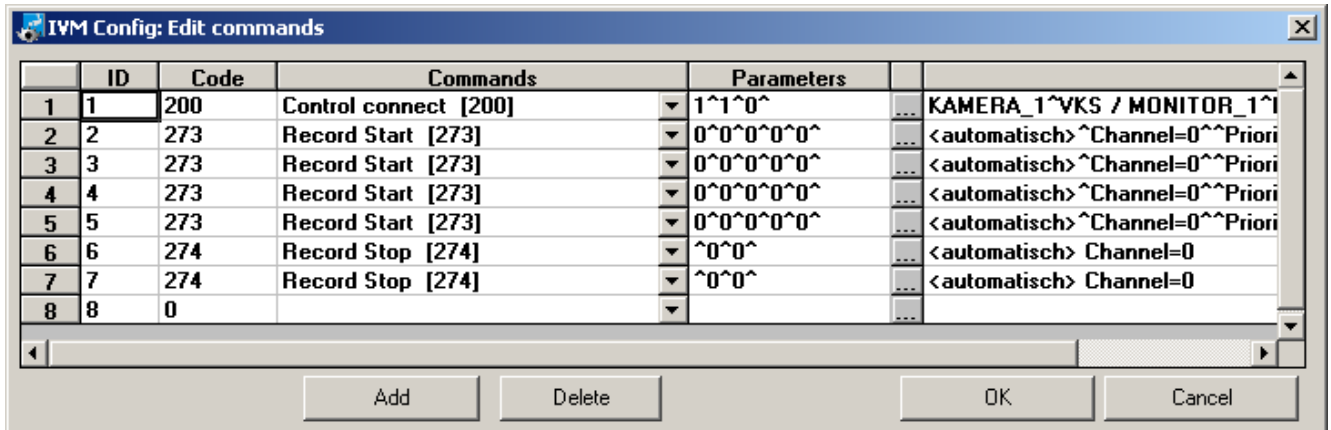 IVM Config: Edit commands
ID Code Commands Parameters
1 1 200 Control connect [200] 1^1^0^ ... KAMERA_1^VKS / MONITOR_1^
2 2 273 Record Start [273] 0^0^0^0^0^ ... <automatisch>^Channel=0^^Priori
3 3 273 Record Start [273] 0^0^0^0^0^ ... <automatisch>^Channel=0^^Priori
4 4 273 Record Start [273] 0^0^0^0^0^ ... <automatisch>^Channel=0^^Priori
5 5 273 Record Start [273] 0^0^0^0^0^ ... <automatisch>^Channel=0^^Priori
6 6 274 Record Stop [274] ^0^0^ ... <automatisch> Channel=0
7 7 274 Record Stop [274] ^0^0^ ... <automatisch> Channel=0
8 8 0 ...
Add Delete OK Cancel